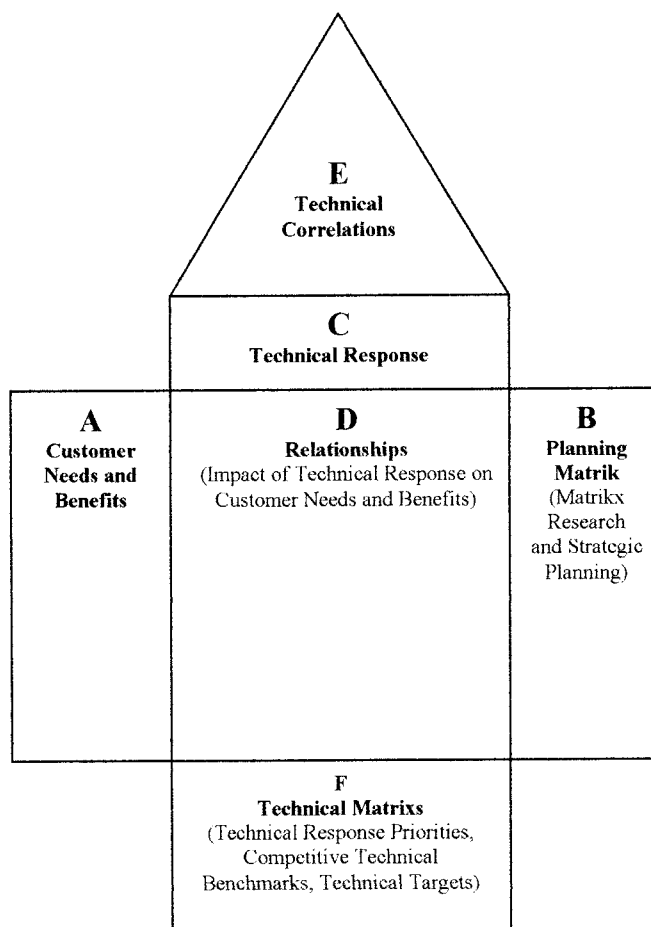 E
Technical
Correlations
C
Technical Response
A
Customer
Needs and
Benefits
D
Relationships
(Impact of Technical Response on
Customer Needs and Benefits)
B
Planning
Matrik
(Matrikx
Research
and Strategic
Planning)
F
Technical Matrixs
(Technical Response Priorities,
Competitive Technical
Benchmarks, Technical Targets)